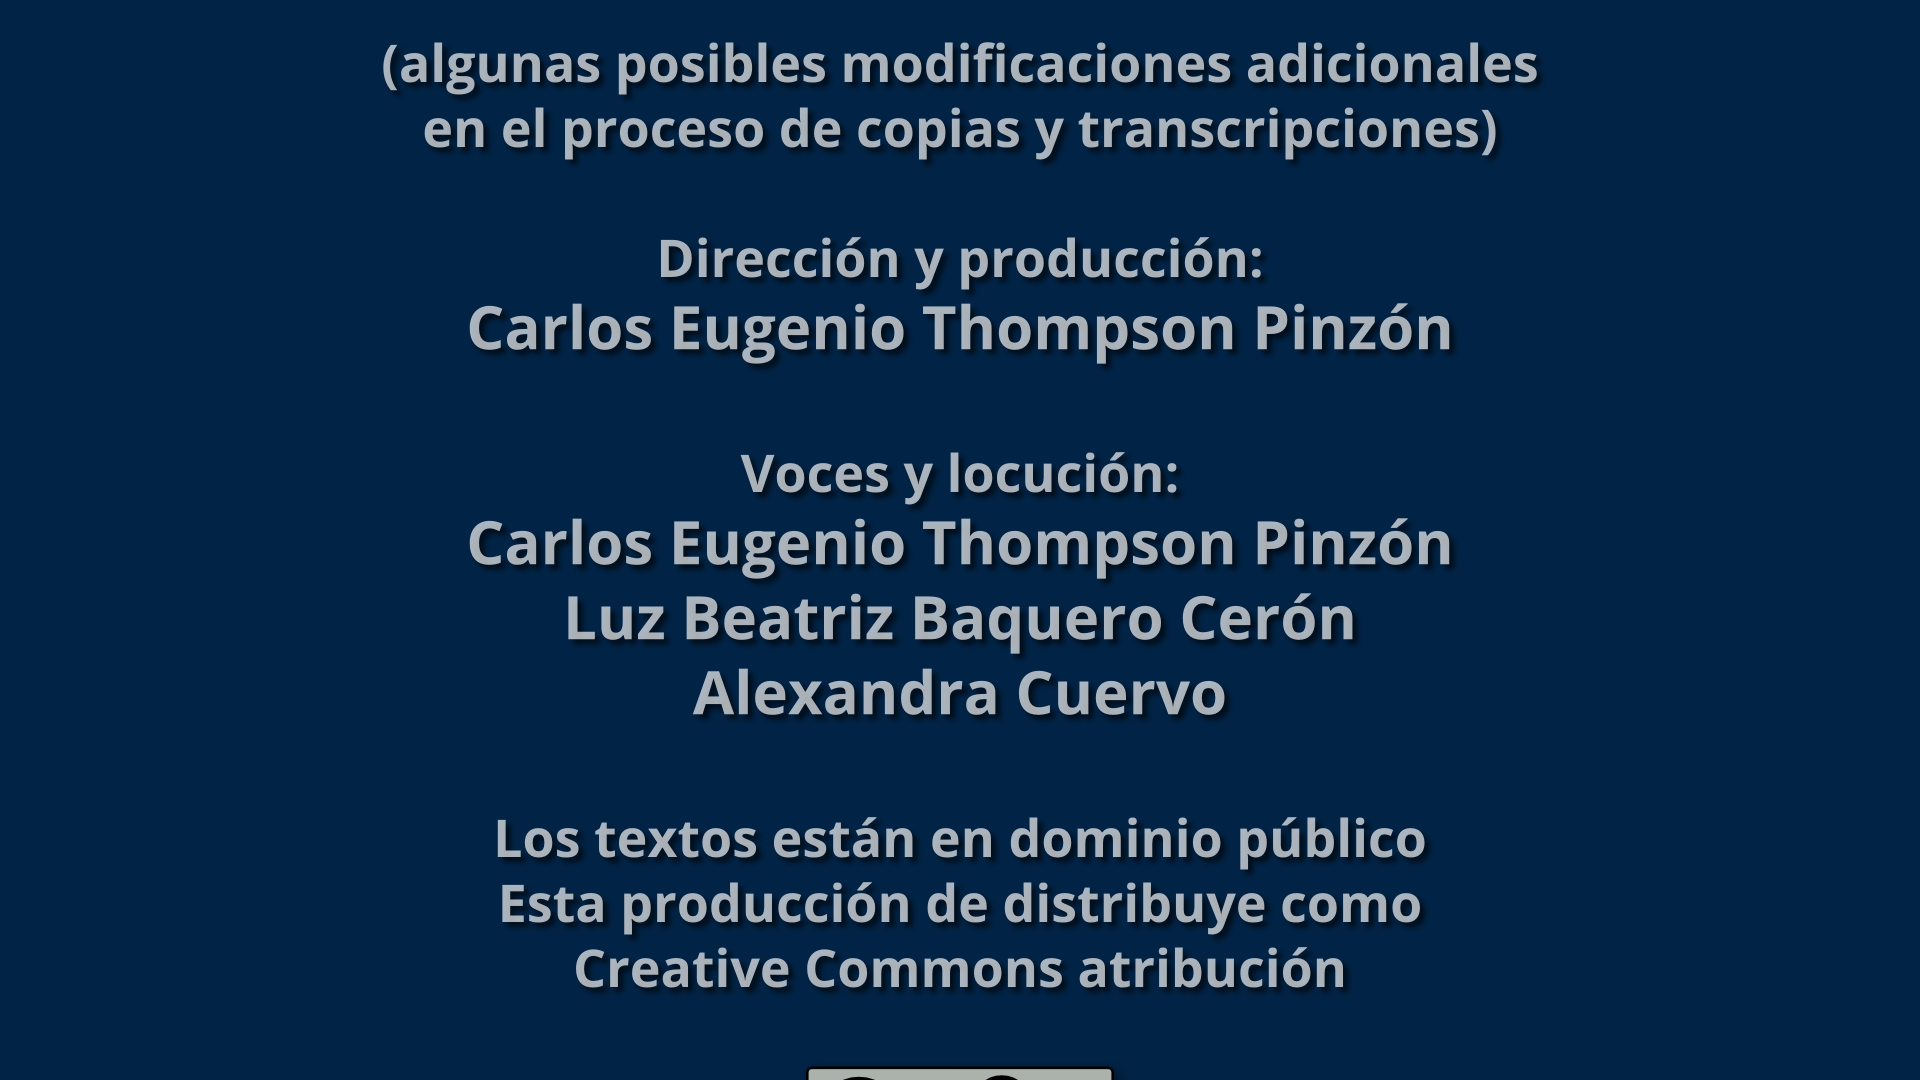 (algunas posibles modificaciones adicionales
en el proceso de copias y transcripciones)
Dirección y producción:
Carlos Eugenio Thompson Pinzón
Voces y locución:
Carlos Eugenio Thompson Pinzón
Luz Beatriz Baquero Cerón
Alexandra Cuervo
Los textos están en dominio público
Esta producción de distribuye como
Creative Commons atribución